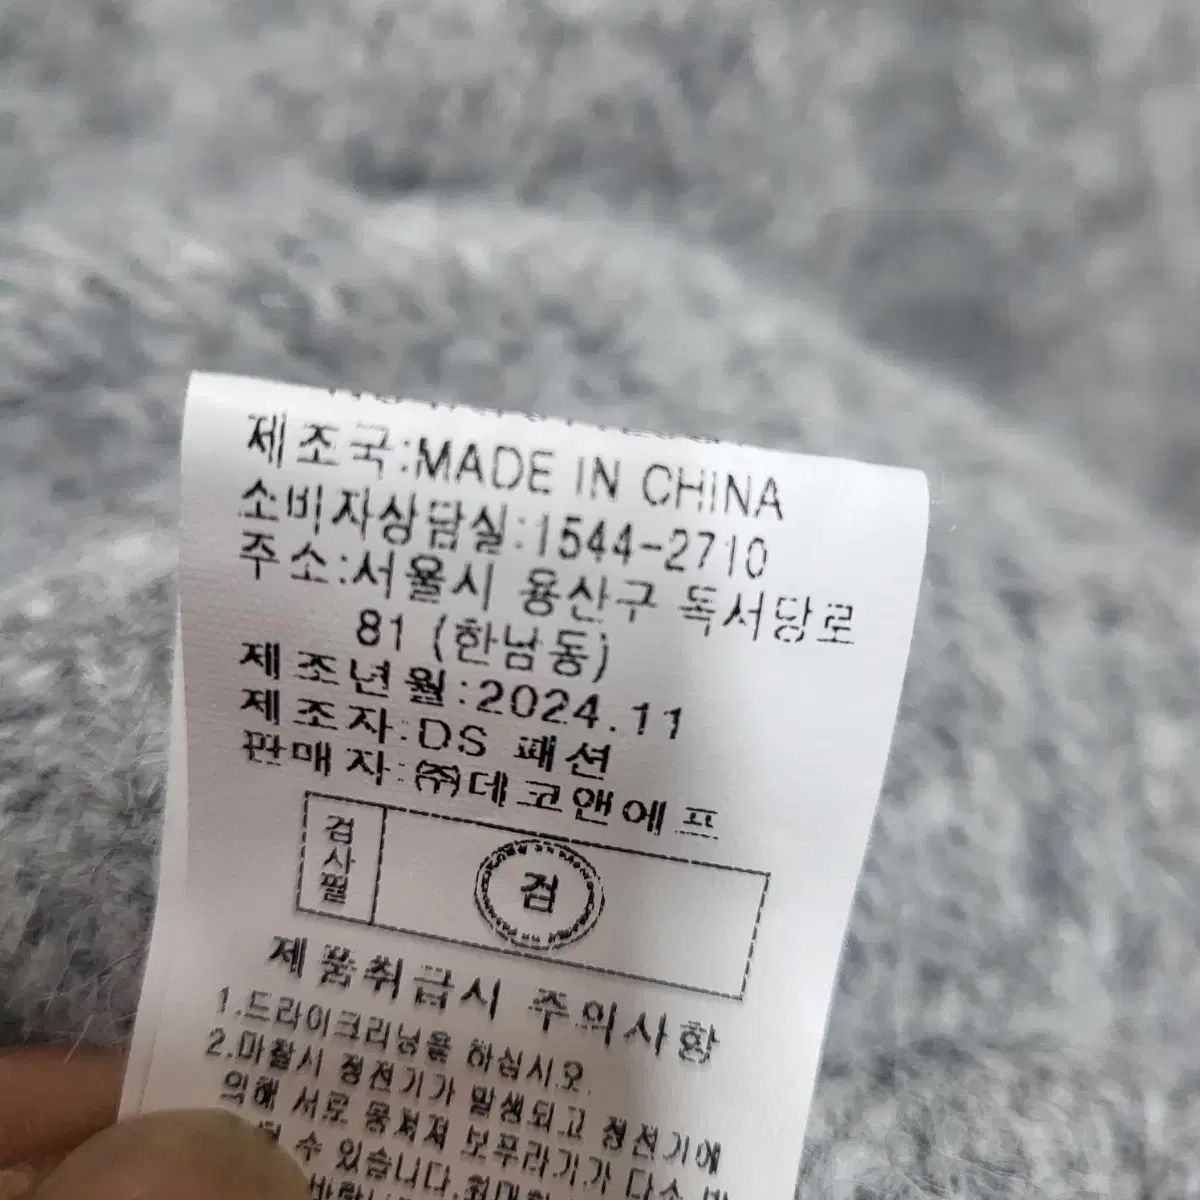 제조국:MADE IN CHINA
소비자상담실:1544-2710
주소:서울시 용산구 독서당로
81 (한남동)
제조년월:2024.11
제조자:DS 패션
판매자:㈜데코앤에프
검사필
검
제품취급시 주의사항
1.드라이크리닝을 하십시오.
2.마찰시 정전기가 발생되고 정전기에
의해 서로 뭉쳐져 보푸라기가 다소
수 있습니다.